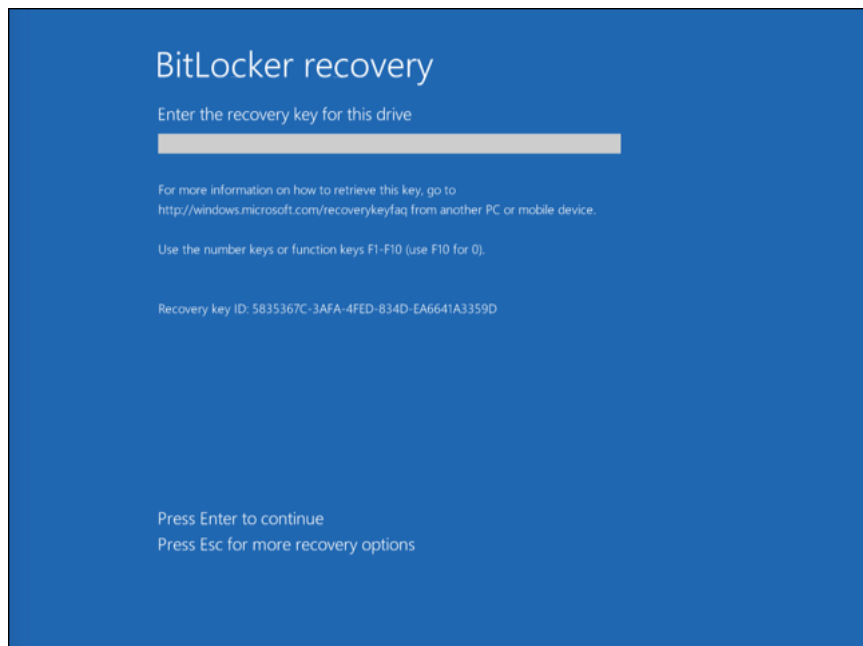 BitLocker recovery
Enter the recovery key for this drive
For more information on how to retrieve this key, go to
http://windows.microsoft.com/recoverykeyfaq from another PC or mobile device.
Use the number keys or function keys F1-F10 (use F10 for 0).
Recovery key ID: 5835367C-3AFA-4FED-834D-EA6641A3359D
Press Enter to continue
Press Esc for more recovery options